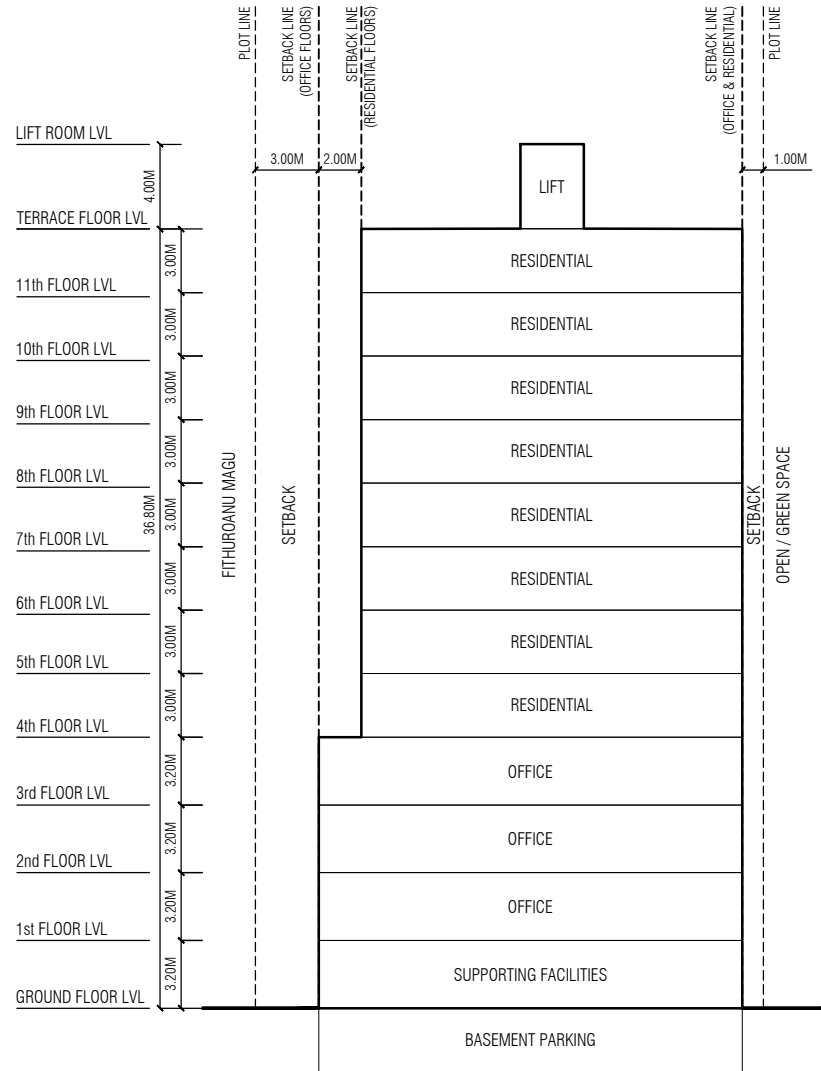 PLOT LINE
SETBACK LINE
(OFFICE FLOORS)
SETBACK LINE
(RESIDENTIAL FLOORS)
SETBACK LINE
(OFFICE & RESIDENTIAL)
PLOT LINE
LIFT ROOM LVL
3.00M
2.00M
1.00M
4.00M
LIFT
TERRACE FLOOR LVL
3.00M
RESIDENTIAL
11th FLOOR LVL
3.00M
RESIDENTIAL
10th FLOOR LVL
3.00M
RESIDENTIAL
9th FLOOR LVL
3.00M
RESIDENTIAL
8th FLOOR LVL
36.80M
3.00M
FITHUROANU MAGU
SETBACK
RESIDENTIAL
SETBACK
OPEN / GREEN SPACE
7th FLOOR LVL
3.00M
RESIDENTIAL
6th FLOOR LVL
3.00M
RESIDENTIAL
5th FLOOR LVL
3.00M
RESIDENTIAL
4th FLOOR LVL
3.20M
OFFICE
3rd FLOOR LVL
3.20M
OFFICE
2nd FLOOR LVL
3.20M
OFFICE
1st FLOOR LVL
3.20M
SUPPORTING FACILITIES
GROUND FLOOR LVL
BASEMENT PARKING